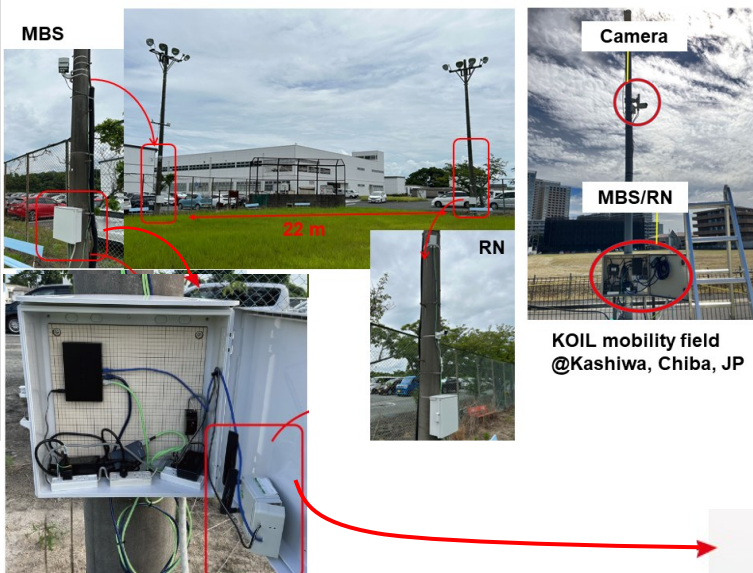 MBS
Camera
MBS/RN
22 m
RN
KOIL mobility field
@Kashiwa, Chiba, JP